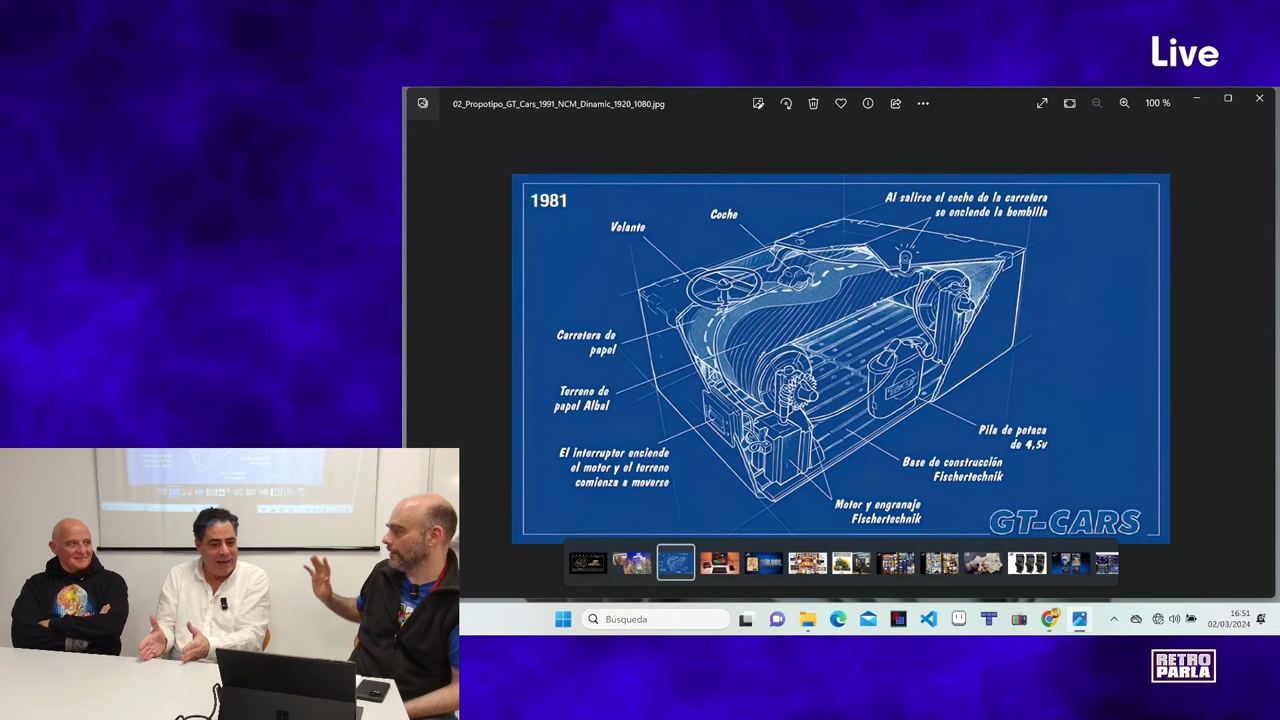 Live
02_Propotipo_GT_Cars_1991_NCM_Dinamic_1920_1080.jpg
100 %
1981
Al salirse el coche de la carretera
se enciende la bombilla
Coche
Volante
Carretera de
papel
Terreno de
papel Albal
El interruptor enciende
el motor y el terreno
comienza a moverse
Pila de petaca
de 4,5v
Base de construcción
Fischertechnik
Motor y engranaje
Fischertechnik
GT-CARS
Búsqueda
16:51
02/03/2024
RETRO
PARLA